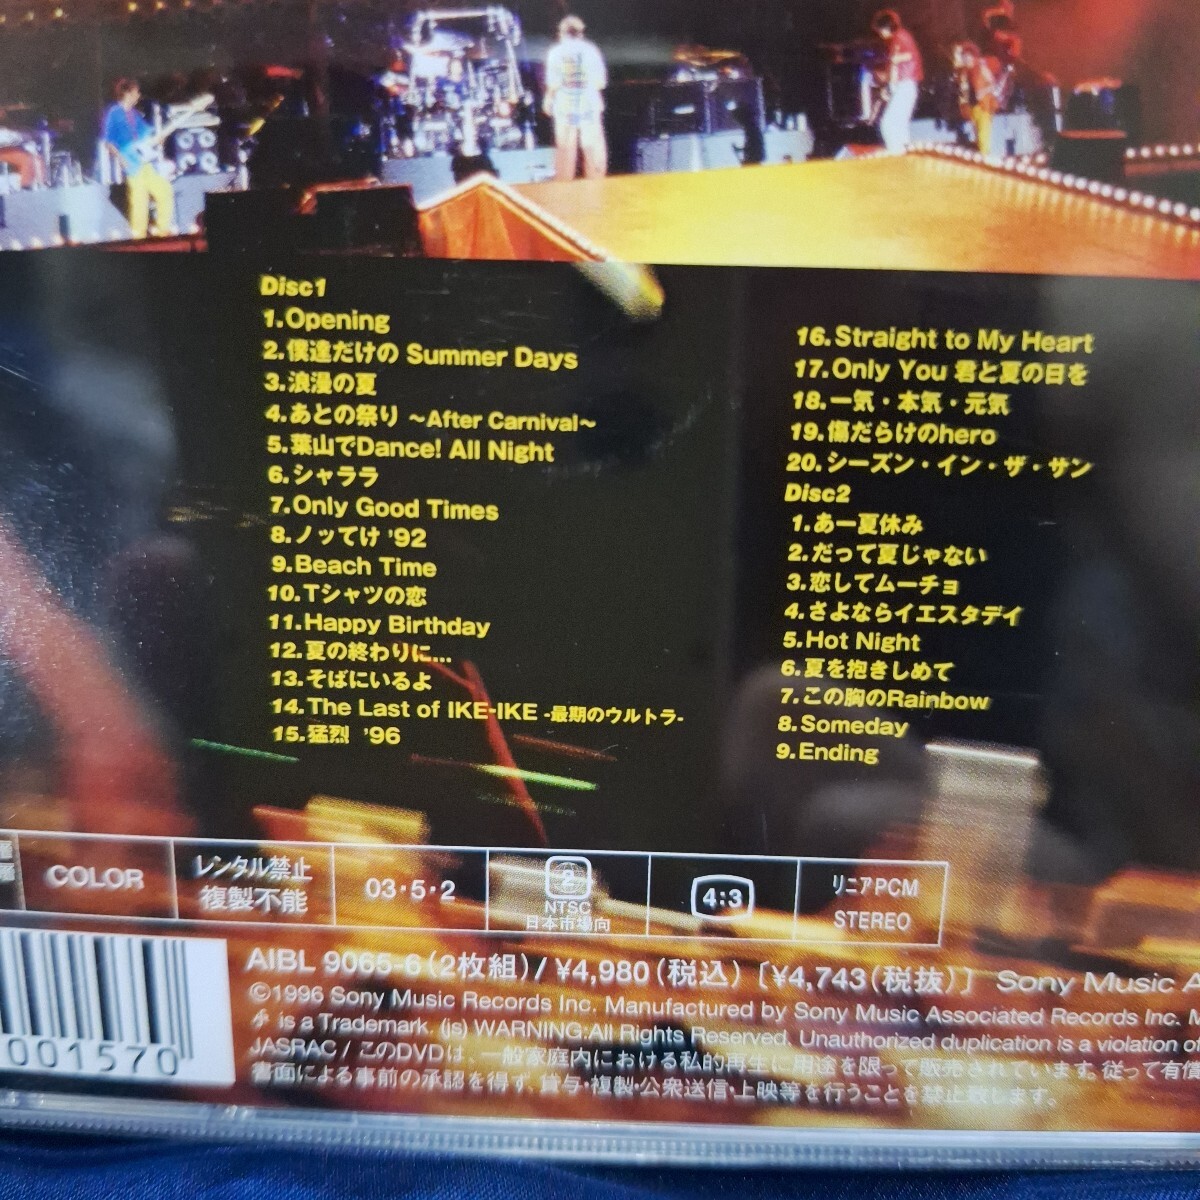 Disc1
1.Opening
2.僕達だけの Summer Days
3.浪漫の夏
4.あとの祭り ～After Carnival～
5.葉山でDance! All Night
6.シャララ
7.Only Good Times
8.ノッてけ '92
9.Beach Time
10.Tシャツの恋
11.Happy Birthday
12.夏の終わりに...
13.そばにいるよ
14.The Last of IKE-IKE -最期のウルトラ-
15.猛烈 '96
16.Straight to My Heart
17.Only You 君と夏の日を
18.一気・本気・元気
19.傷だらけのhero
20.シーズン・イン・ザ・サン
Disc2
1.あー夏休み
2.だって夏じゃない
3.恋してムーチョ
4.さよならイエスタデイ
5.Hot Night
6.夏を抱きしめて
7.この胸のRainbow
8.Someday
9.Ending
COLOR
レンタル禁止
複製不能
03・5・2
2
NTSC
日本市場向
4:3
リニアPCM
STEREO
AIBL 9065-6(2枚組)/¥4,980(税込)〔¥4,743(税抜)〕 Sony Music A
©1996 Sony Music Records Inc. Manufactured by Sony Music Associated Records Inc. M
is a Trademark. (js) WARNING:All Rights Reserved. Unauthorized duplication is a violation of
JASRAC/このDVDは、一般家庭内における私的再生に用途を限って販売されています。従って有償
書面による事前の承認を得ず、貸与・複製・公衆送信・上映等を行うことを禁止致します。
001570